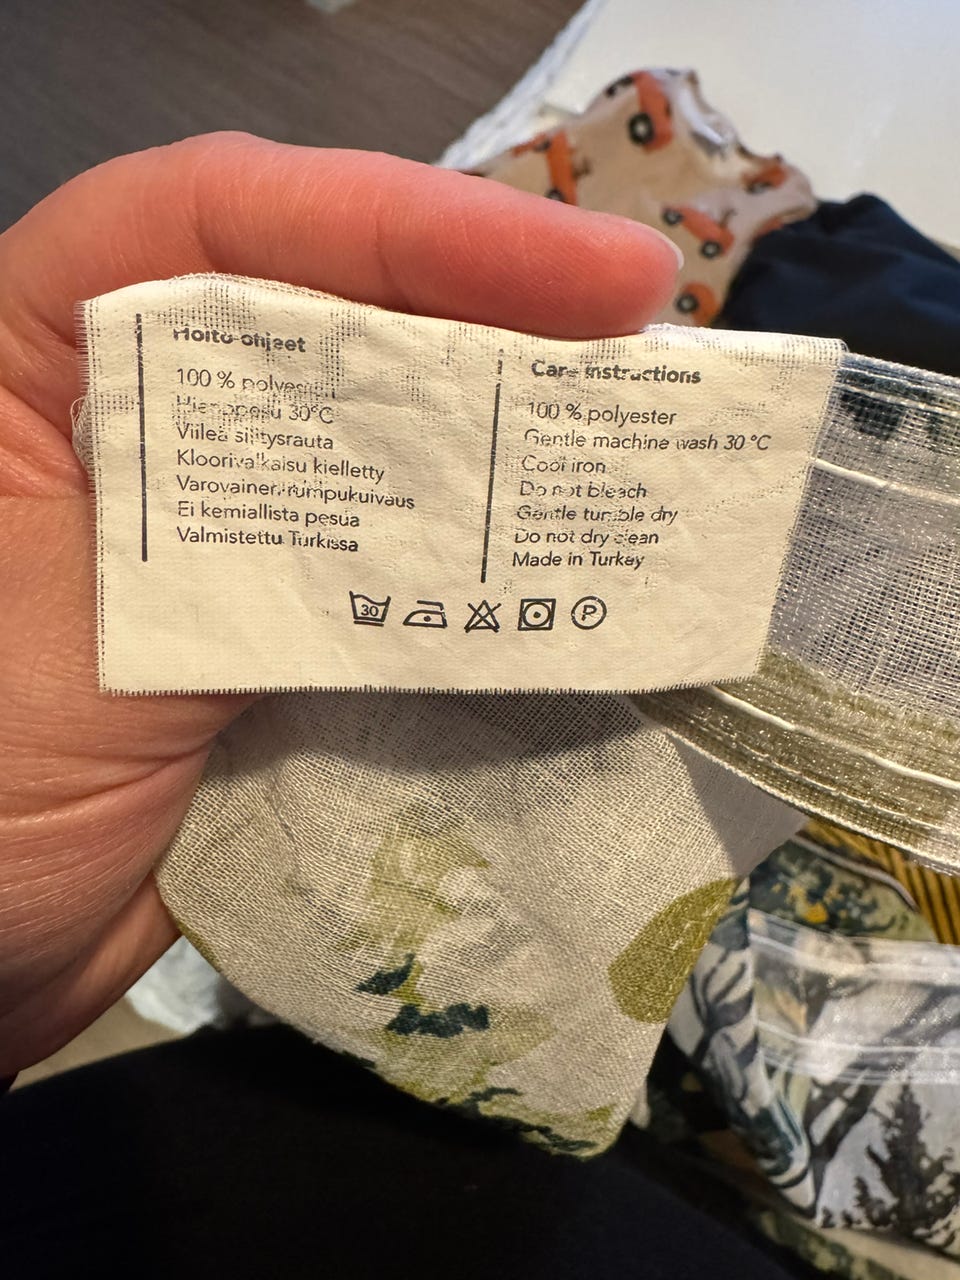 Hoito-ohjeet
100 % polyesteri
Hienopesu 30°C
Viileä silitysrauta
Kloorivalkaisu kielletty
Varovainen rumpukuivaus
Ei kemiallista pesua
Valmistettu Turkissa
Care instructions
100 % polyester
Gentle machine wash 30 °C
Cool iron
Do not bleach
Gentle tumble dry
Do not dry clean
Made in Turkey
30 P